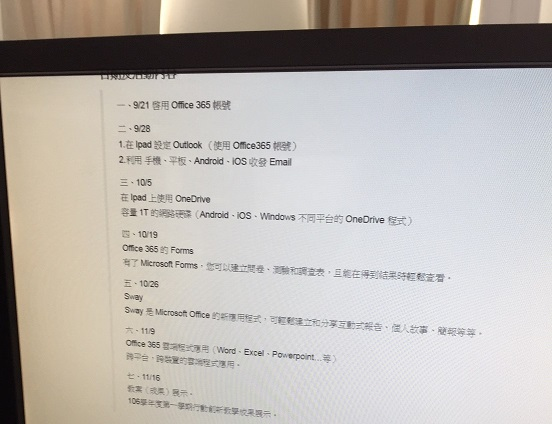 一、9/21 啓用 Office 365 帳號
二、9/28
1.在 Ipad 設定 Outlook （使用 Office365 帳號）
2.利用 手機、平板、Android、iOS 收發 Email
三、10/5
在 Ipad 上使用 OneDrive
容量 1T 的網路硬碟（Android、IOS、Windows 不同平台的 OneDrive 程式）
四、10/19
Office 365 的 Forms
有了 Microsoft Forms，您可以建立問卷、測驗和調查表，且能在得到結果時輕鬆查看。
五、10/26
Sway
Sway 是 Microsoft Office 的新應用程式，可輕鬆建立和分享互動式報告、個人故事、簡報等等。
六、11/9
Office 365 雲端程式應用（Word、Excel、Powerpoint...等）
跨平台，跨裝置的雲端程式應用。
七、11/16
教案（成果）展示。
106學年度第一學期行動創新教學成果展示。